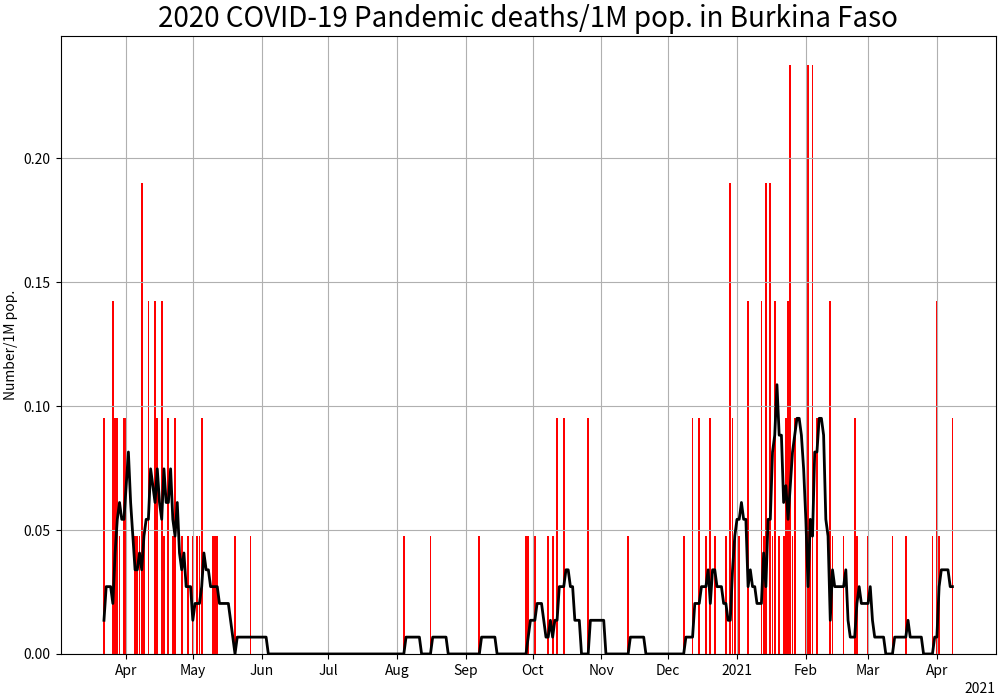 2020 COVID-19 Pandemic deaths/1M pop. in Burkina Faso
Number/1M pop.
0.20
0.15
0.10
0.05
0.00
Apr May Jun Jul Aug Sep Oct Nov Dec 2021 Feb Mar Apr
2021